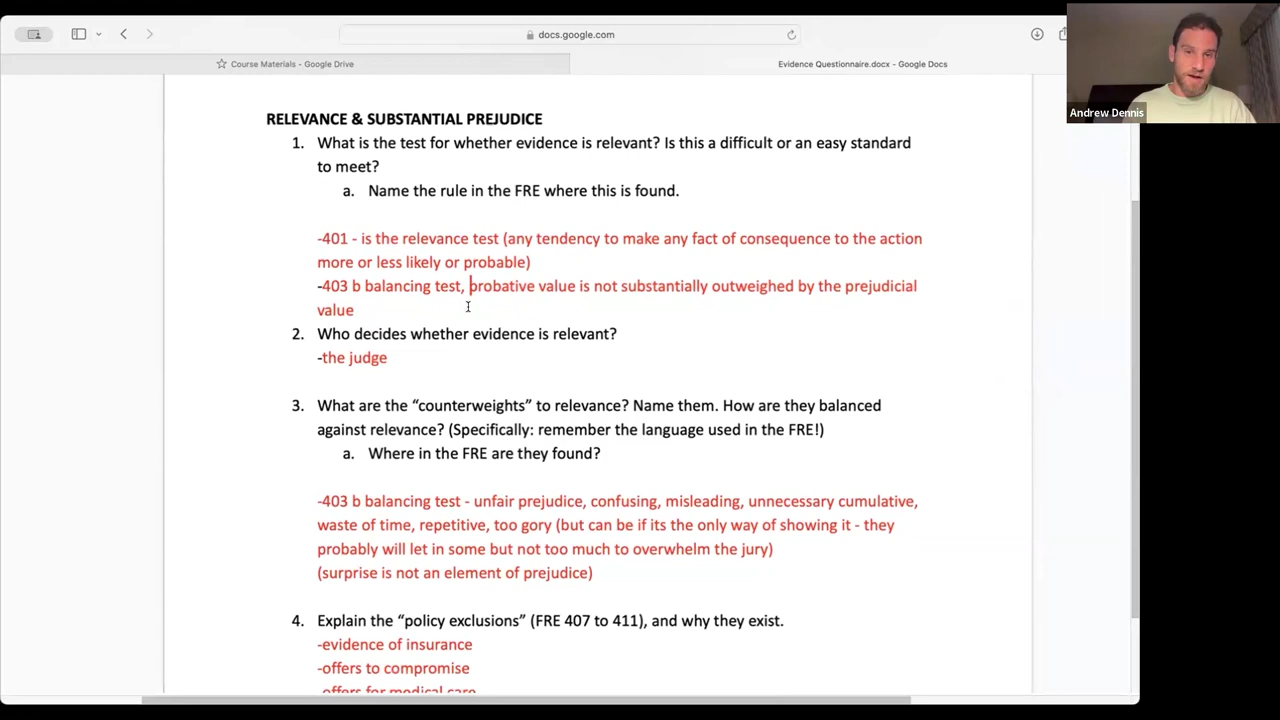 docs.google.com
Course Materials – Google Drive
Evidence Questionnaire.docx - Google Docs
Andrew Dennis
RELEVANCE & SUBSTANTIAL PREJUDICE
1. What is the test for whether evidence is relevant? Is this a difficult or an easy standard
to meet?
a. Name the rule in the FRE where this is found.
-401 - is the relevance test (any tendency to make any fact of consequence to the action
more or less likely or probable)
-403 b balancing test, probative value is not substantially outweighed by the prejudicial
value
2. Who decides whether evidence is relevant?
-the judge
3. What are the “counterweights” to relevance? Name them. How are they balanced
against relevance? (Specifically: remember the language used in the FRE!)
a. Where in the FRE are they found?
-403 b balancing test - unfair prejudice, confusing, misleading, unnecessary cumulative,
waste of time, repetitive, too gory (but can be if its the only way of showing it - they
probably will let in some but not too much to overwhelm the jury)
(surprise is not an element of prejudice)
4. Explain the “policy exclusions” (FRE 407 to 411), and why they exist.
-evidence of insurance
-offers to compromise
-offers for medical care